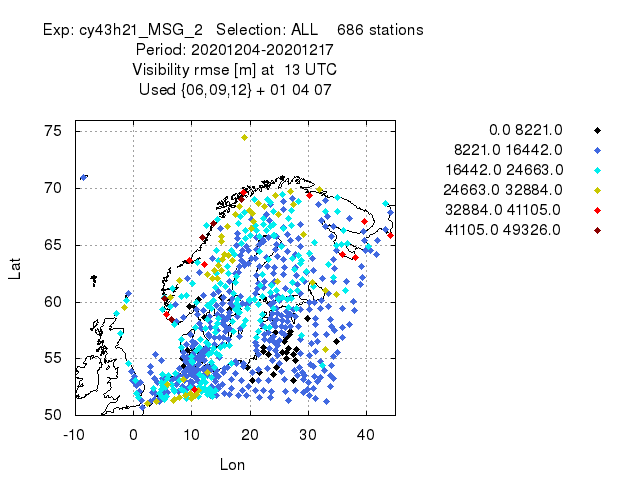 Exp: cy43h21_MSG_2   Selection: ALL    686 stations
Period: 20201204-20201217
Visibility rmse [m] at  13 UTC
Used {06,09,12} + 01 04 07
0.0 8221.0
8221.0 16442.0
16442.0 24663.0
24663.0 32884.0
32884.0 41105.0
41105.0 49326.0
75
70
65
60
55
50
Lat
-10 0 10 20 30 40
Lon